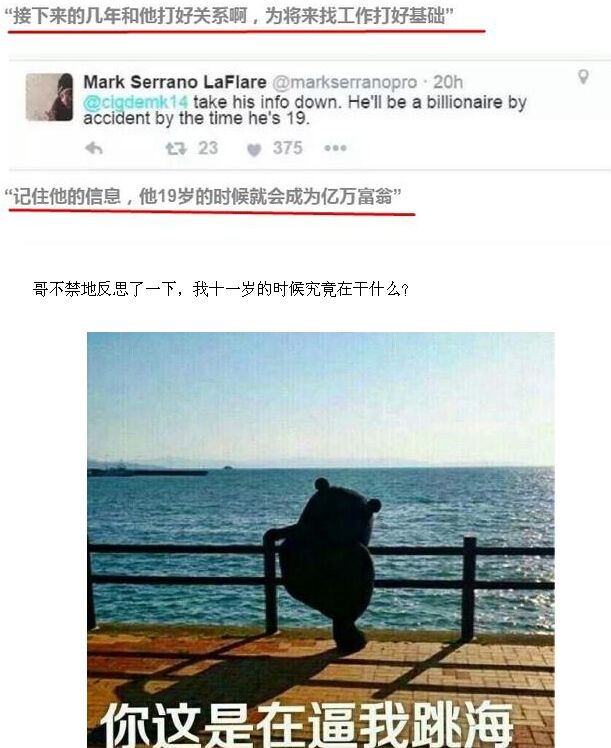 “接下来的几年和他打好关系啊，为将来找工作打好基础”
Mark Serrano LaFlare @markserranopro · 20h
@cigdemk14 take his info down. He'll be a billionaire by
accident by the time he's 19.
23 375
“记住他的信息，他19岁的时候就会成为亿万富翁”
哥不禁地反思了一下，我十一岁的时候究竟在干什么？
你这是在逼我跳海